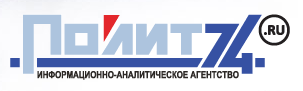 Полит74.RU
ИНФОРМАЦИОННО-АНАЛИТИЧЕСКОЕ АГЕНТСТВО